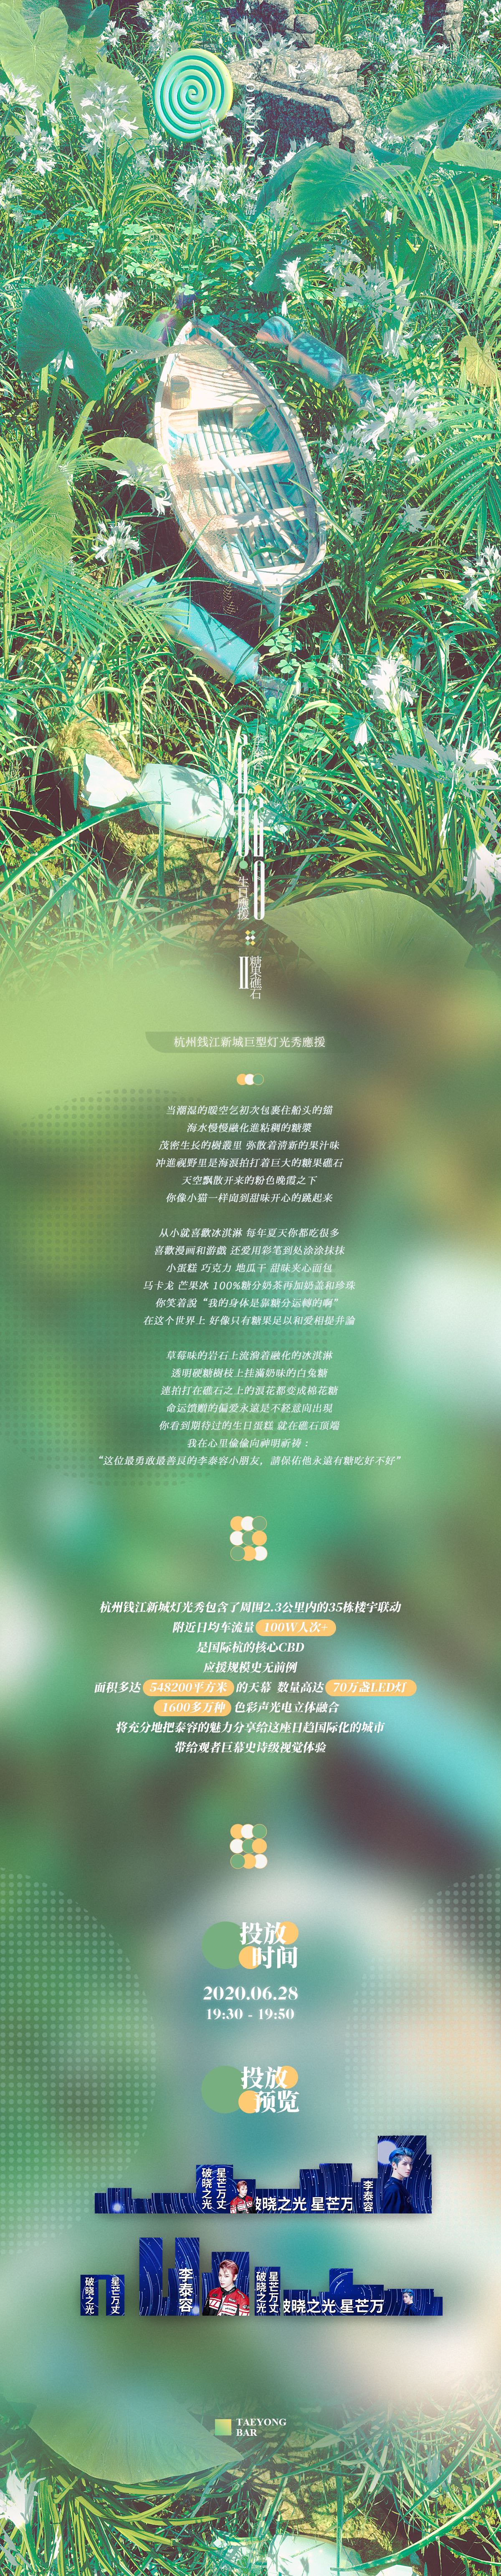 生日應援
糖果礁石
II
杭州钱江新城巨型灯光秀應援
当潮湿的暖空气初次包裹住船头的锚
海水慢慢融化進粘稠的糖漿
茂密生长的樹叢里 弥散着清新的果汁味
冲進視野里是海浪拍打着巨大的糖果礁石
天空飄散开来的粉色晚霞之下
你像小猫一样闻到甜味开心的跳起来
从小就喜歡冰淇淋 每年夏天你都吃很多
喜歡漫画和游戲 还爱用彩笔到处涂涂抹抹
小蛋糕 巧克力 地瓜干 甜味夹心面包
马卡龙 芒果冰 100%糖分奶茶再加奶盖和珍珠
你笑着說“我的身体是靠糖分运轉的啊”
在这个世界上 好像只有糖果足以和爱相提并論
草莓味的岩石上流淌着融化的冰淇淋
透明硬糖樹枝上挂滿奶味的白兔糖
連拍打在礁石之上的浪花都变成棉花糖
命运馈赠的偏爱永遠是不經意间出現
你看到期待过的生日蛋糕 就在礁石顶端
我在心里偷偷向神明祈祷：
“这位最勇敢最善良的李泰容小朋友，請保佑他永遠有糖吃好不好”
杭州钱江新城灯光秀包含了周围2.3公里内的35栋楼宇联动
附近日均车流量 100W人次+
是国际杭的核心CBD
应援规模史无前例
面积多达 548200平方米 的天幕 数量高达 70万盏LED灯
1600多万种 色彩声光电立体融合
将充分地把泰容的魅力分享给这座日趋国际化的城市
带给观者巨幕史诗级视觉体验
投放
时间
2020.06.28
19:30 - 19:50
投放
预览
破晓之光
星芒万丈
破晓之光 星芒万
李泰容
破晓之光
星芒万丈
李泰容
破晓之光
星芒万丈
破晓之光 星芒万
TAEYONG
BAR